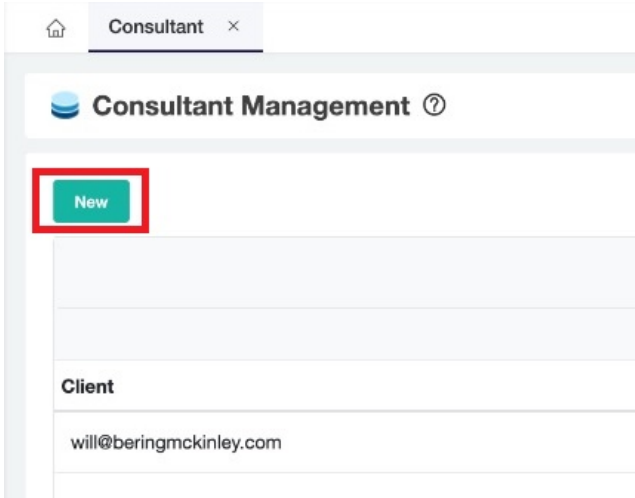 Consultant ×
Consultant Management ?
New
Client
will@beringmckinley.com